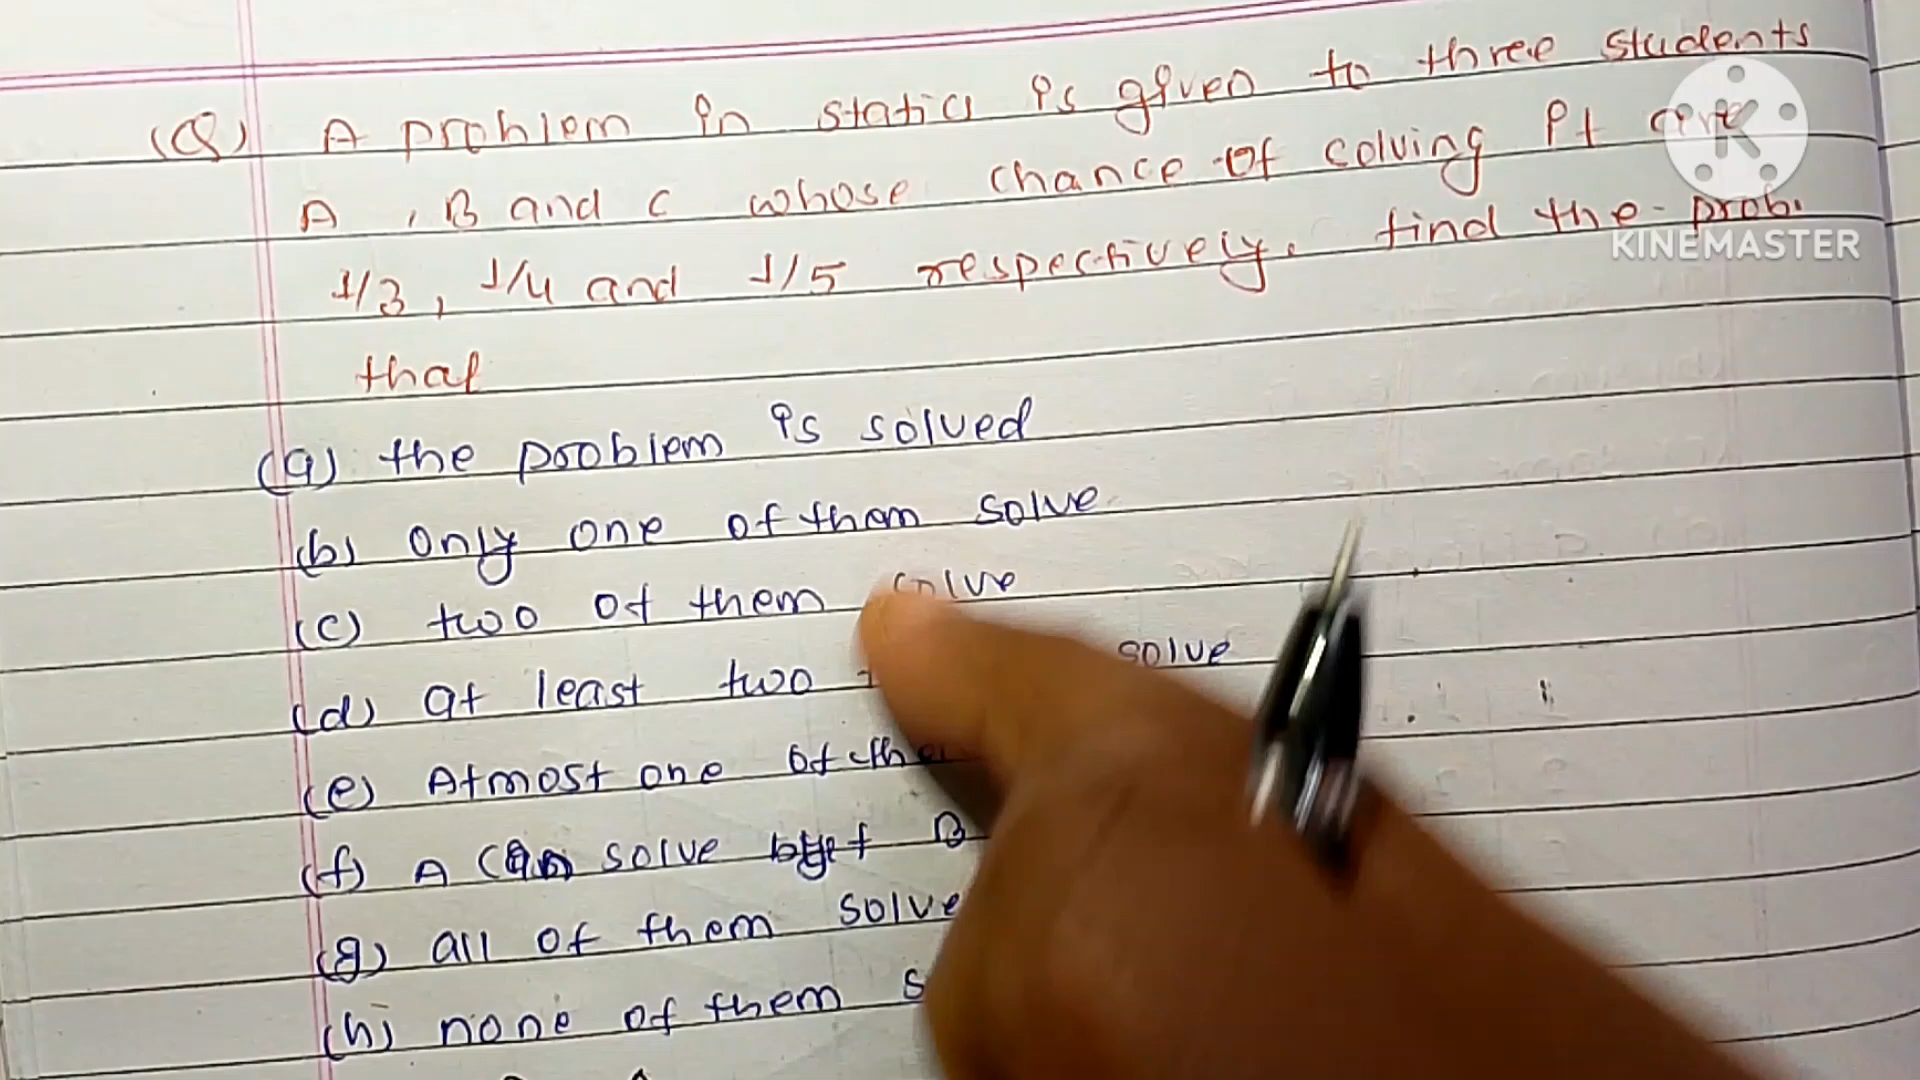 (Q) A problem in statics is given to three students
A, B and C whose chance of solving it are
1/3, 1/4 and 1/5 respectively. find the prob.
that
(a) the problem is solved
(b) only one of them solve
(c) two of them solve
(d) at least two solve
(e) Atmost one of
(f) A can solve but B
(g) all of them solve
(h) none of them
KINEMASTER